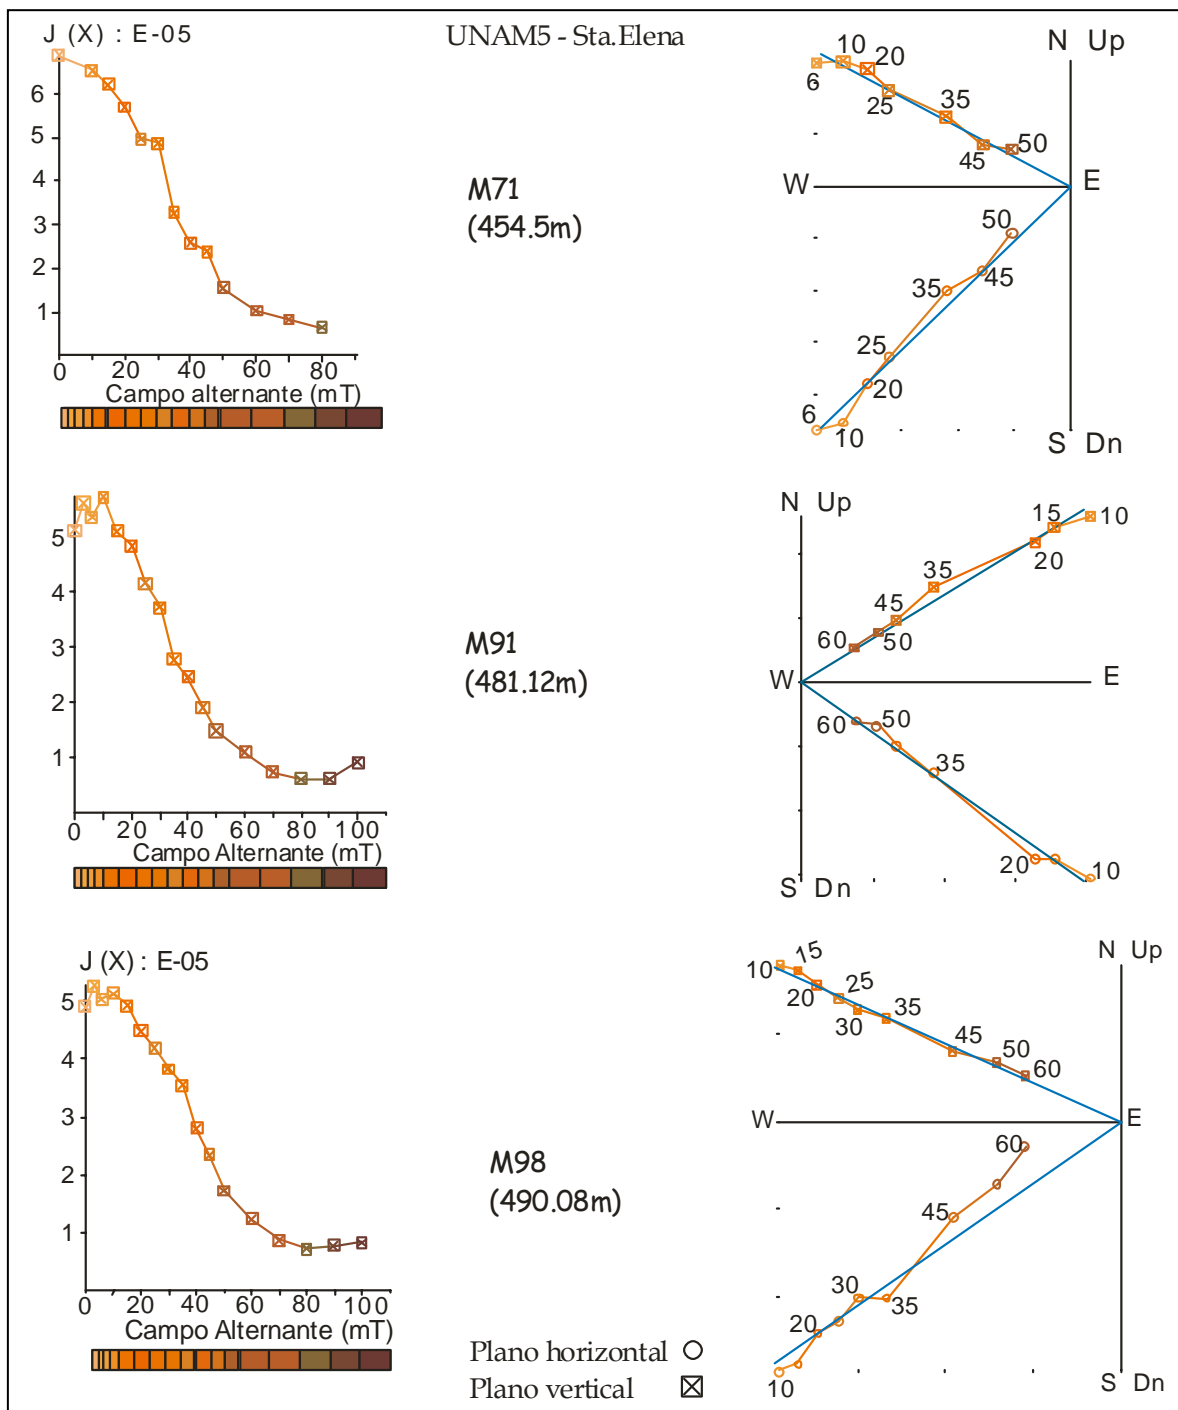 UNAM5 - Sta.Elena
J (X) : E-05
6
5
4
3
2
1
0 20 40 60 80
Campo alternante (mT)
M71
(454.5m)
N Up
10
20
6
25
35
45
50
W E
50
45
35
25
20
6
10
S Dn
5
4
3
2
1
0 20 40 60 80 100
Campo Alternante (mT)
M91
(481.12m)
N Up
15 10
20
35
45
60 50
W E
60 50
35
20 10
S Dn
J (X) : E-05
5
4
3
2
1
0 20 40 60 80 100
Campo Alternante (mT)
M98
(490.08m)
N Up
10 15
20 25
30 35
45
50
60
W E
60
45
30
35
20
10
S Dn
Plano horizontal
Plano vertical